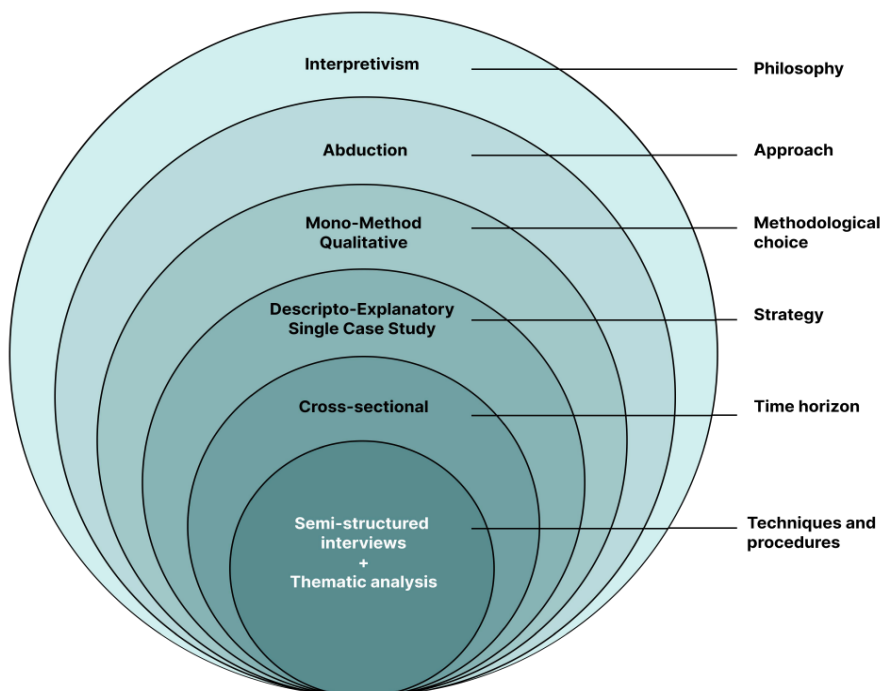 Interpretivism
Philosophy
Abduction
Approach
Mono-Method
Qualitative
Methodological
choice
Descripto-Explanatory
Single Case Study
Strategy
Cross-sectional
Time horizon
Semi-structured
interviews
+
Thematic analysis
Techniques and
procedures